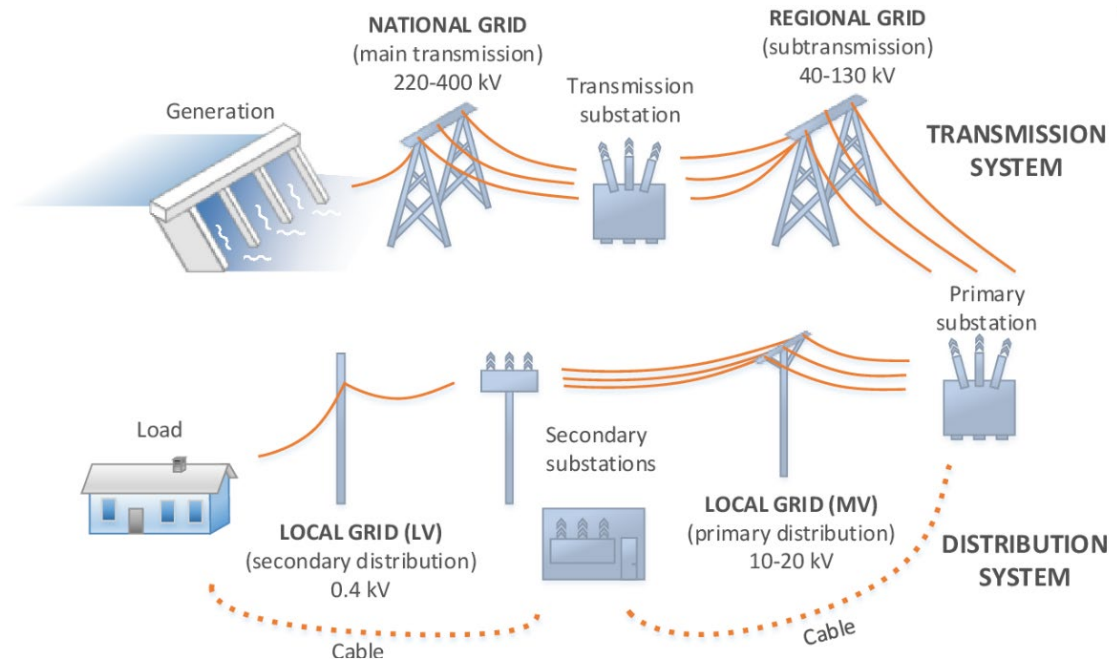 NATIONAL GRID
(main transmission)
220-400 kV
REGIONAL GRID
(subtransmission)
40-130 kV
Generation
Transmission
substation
TRANSMISSION
SYSTEM
Primary
substation
Load
Secondary
substations
LOCAL GRID (LV)
(secondary distribution)
0.4 kV
LOCAL GRID (MV)
(primary distribution)
10-20 kV
DISTRIBUTION
SYSTEM
Cable
Cable